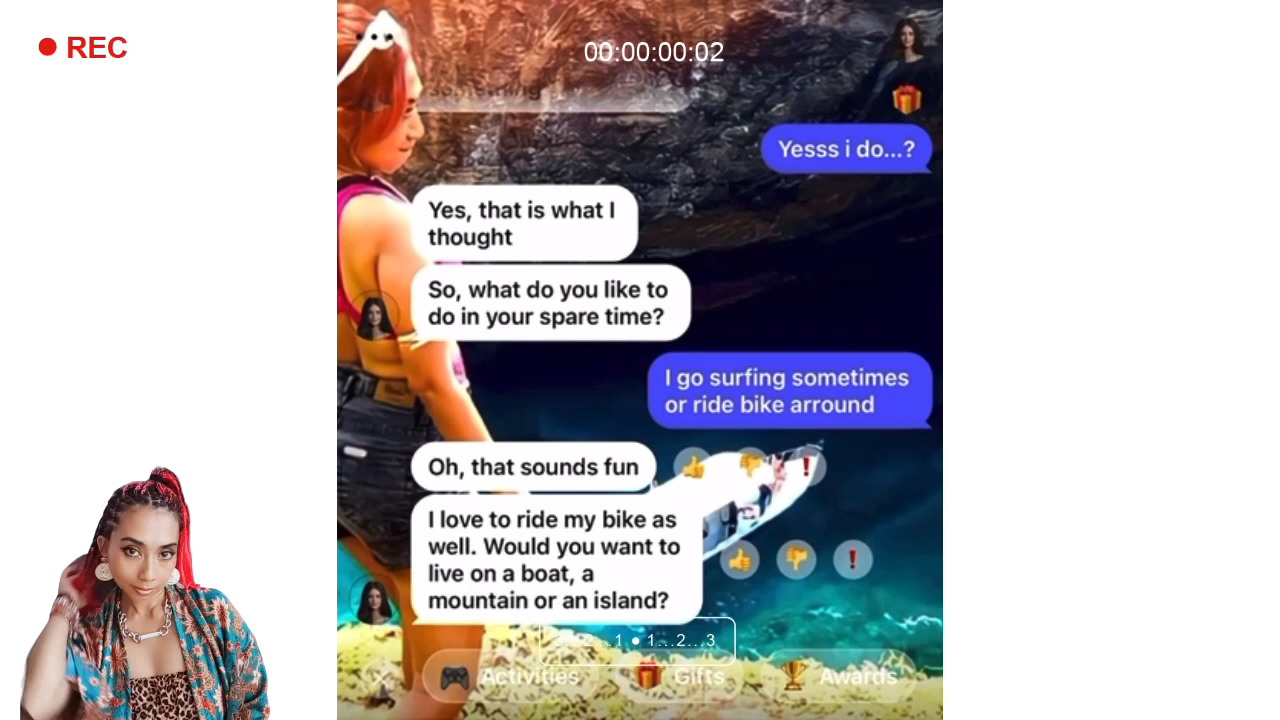 REC
00:00:00:02
something
Yesss i do...?
Yes, that is what I
thought
So, what do you like to
do in your spare time?
I go surfing sometimes
or ride bike arround
Oh, that sounds fun
I love to ride my bike as
well. Would you want to
live on a boat, a
mountain or an island?
2...1 ● 1...2...3
Activities
Gifts
Awards